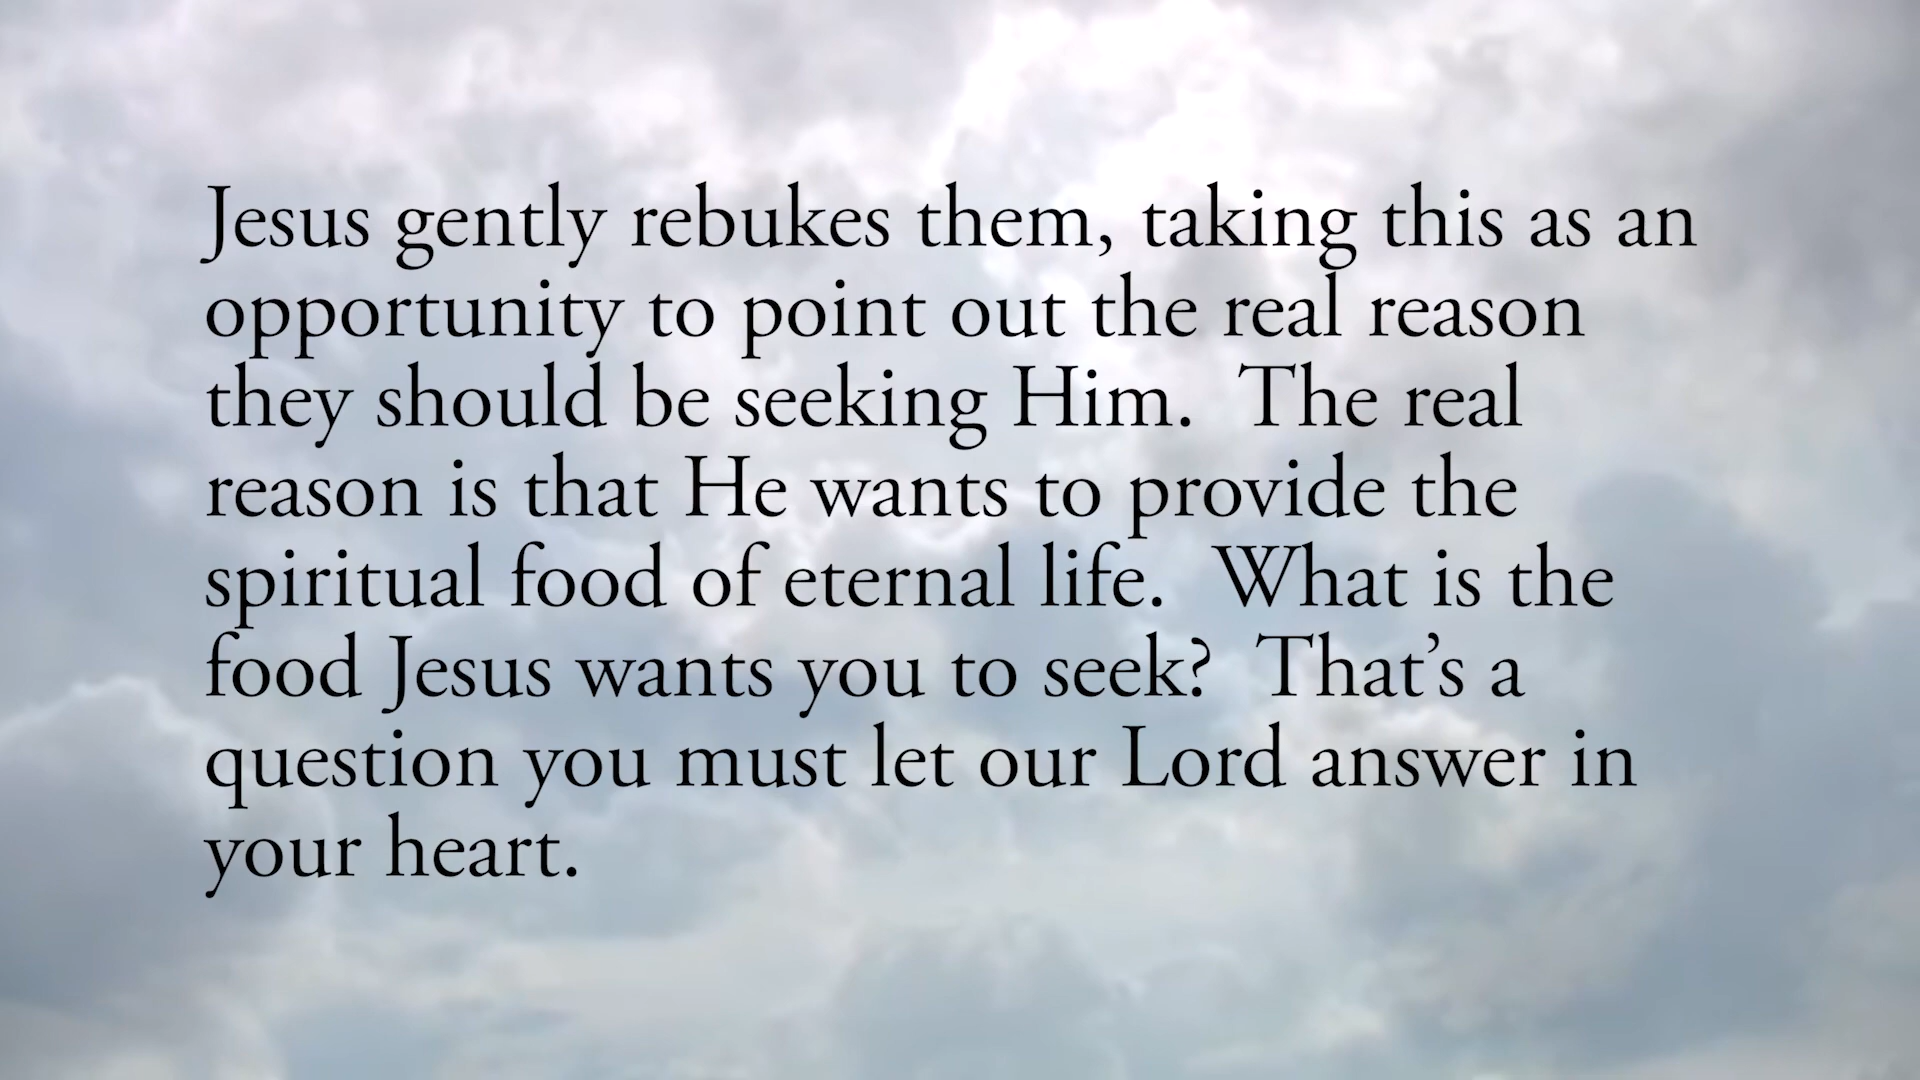 Jesus gently rebukes them, taking this as an
opportunity to point out the real reason
they should be seeking Him.  The real
reason is that He wants to provide the
spiritual food of eternal life.  What is the
food Jesus wants you to seek?  That’s a
question you must let our Lord answer in
your heart.